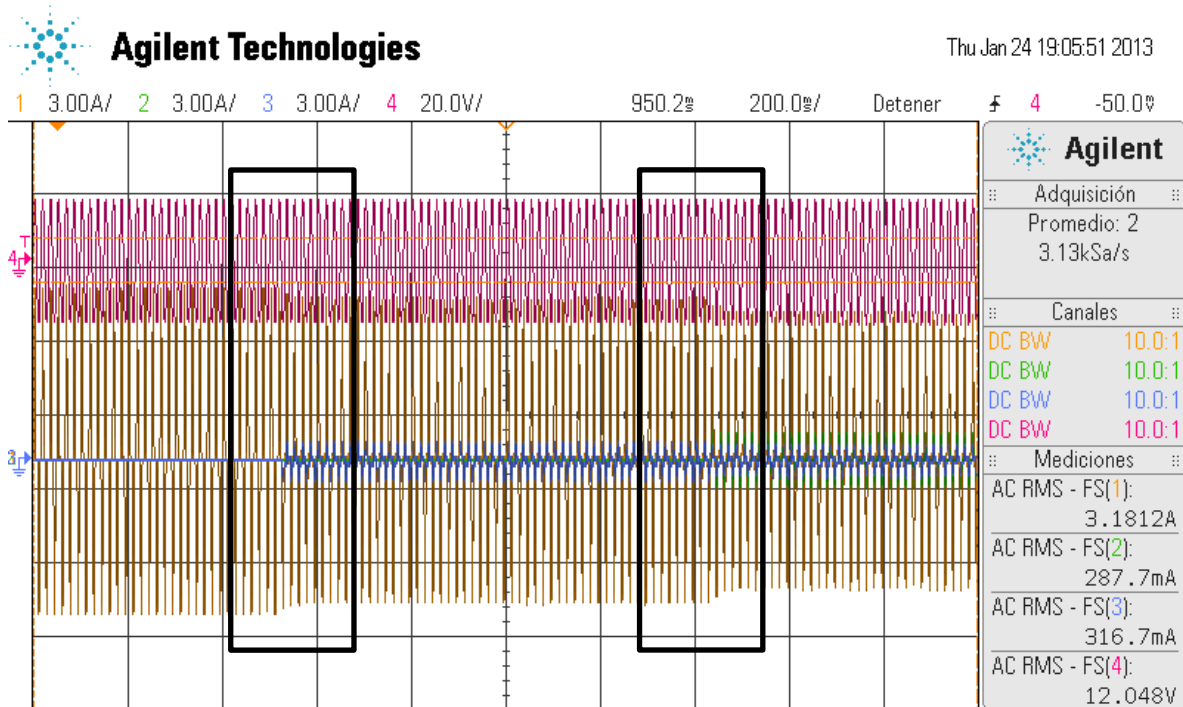 Agilent Technologies
Thu Jan 24 19:05:51 2013
1 3.00A/ 2 3.00A/ 3 3.00A/ 4 20.0V/ 950.2s 200.0s/ Detener 4 -50.0V
Agilent
Adquisición
Promedio: 2
3.13kSa/s
Canales
DC BW 10.0:1
DC BW 10.0:1
DC BW 10.0:1
DC BW 10.0:1
Mediciones
AC RMS - FS(1):
3.1812A
AC RMS - FS(2):
287.7mA
AC RMS - FS(3):
316.7mA
AC RMS - FS(4):
12.048V
T
4